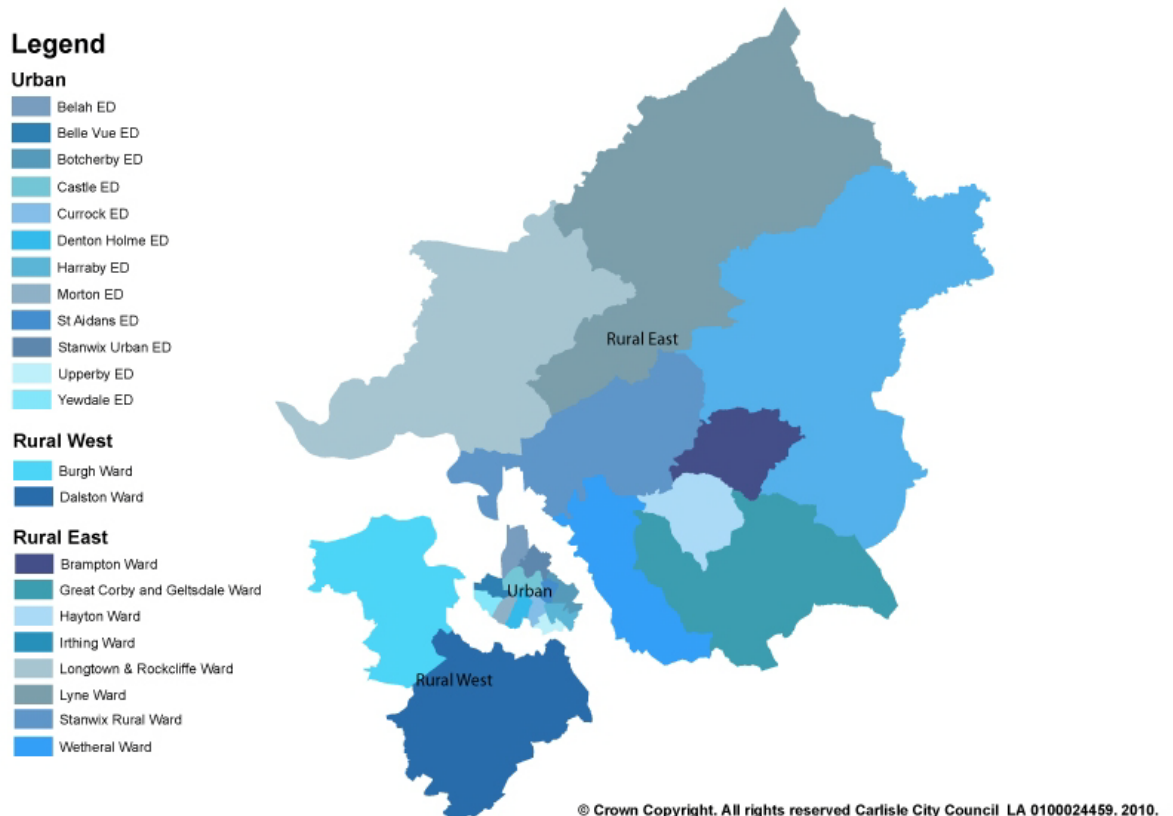 Legend
Urban
Belah ED
Belle Vue ED
Botcherby ED
Castle ED
Currock ED
Denton Holme ED
Harraby ED
Morton ED
St Aidans ED
Stanwix Urban ED
Upperby ED
Yewdale ED
Rural West
Burgh Ward
Dalston Ward
Rural East
Brampton Ward
Great Corby and Geltsdale Ward
Hayton Ward
Irthing Ward
Longtown & Rockcliffe Ward
Lyne Ward
Stanwix Rural Ward
Wetheral Ward
Rural East
Urban
Rural West
© Crown Copyright. All rights reserved Carlisle City Council LA 0100024459. 2010.